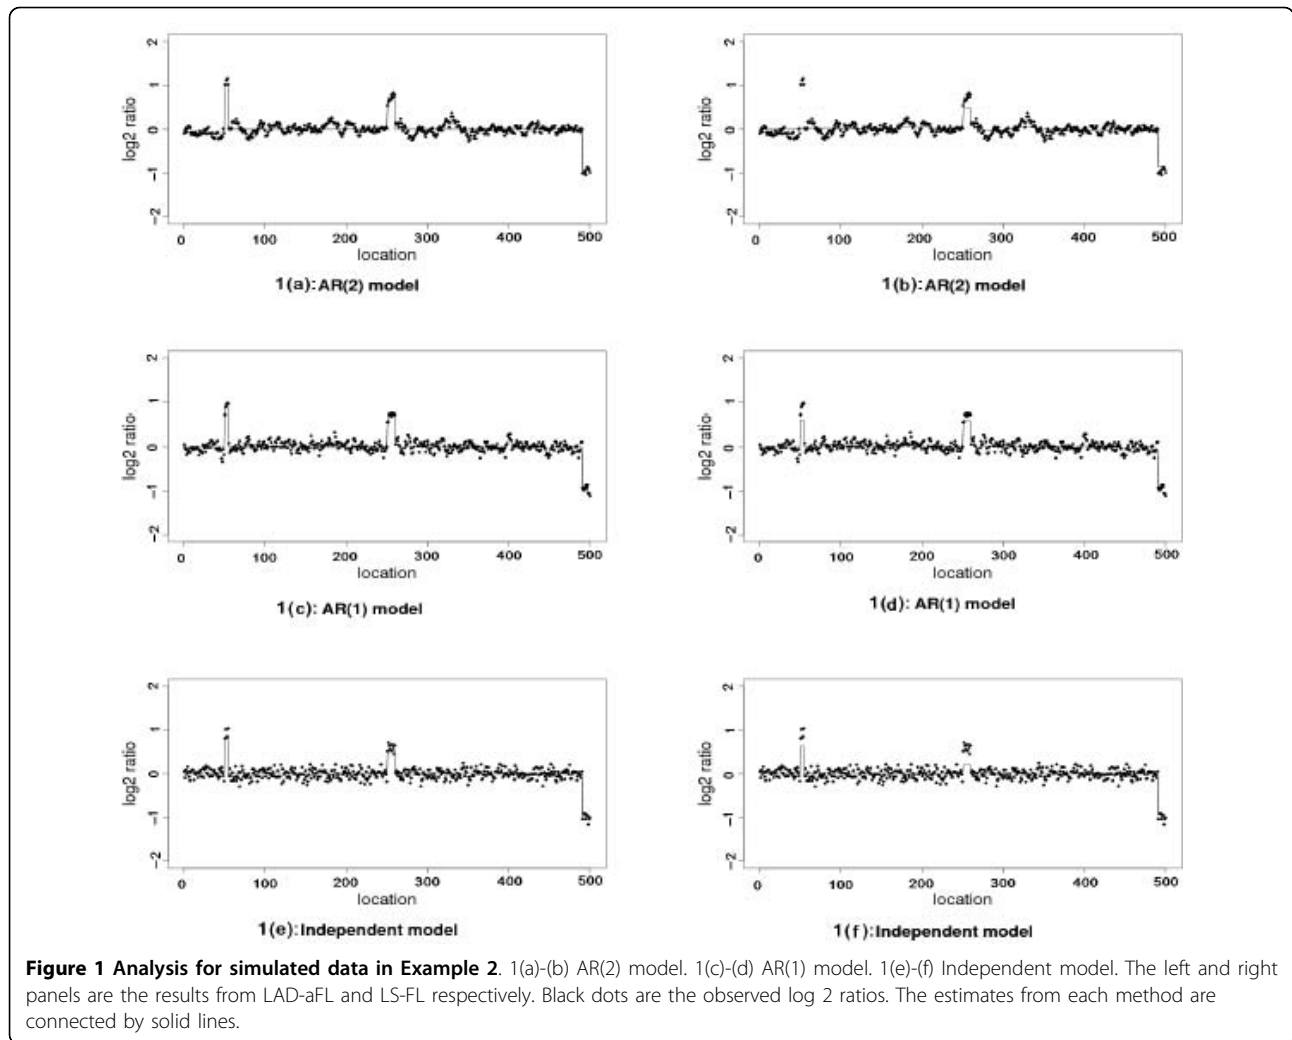 2
1
0
−1
−2
log2 ratio
0 100 200 300 400 500
location
1(a): AR(2) model
2
1
0
−1
−2
log2 ratio
0 100 200 300 400 500
location
1(b): AR(2) model
2
1
0
−1
−2
log2 ratio
0 100 200 300 400 500
location
1(c): AR(1) model
2
1
0
−1
−2
log2 ratio
0 100 200 300 400 500
location
1(d): AR(1) model
2
1
0
−1
−2
log2 ratio
0 100 200 300 400 500
location
1(e): Independent model
2
1
0
−1
−2
log2 ratio
0 100 200 300 400 500
location
1(f): Independent model
Figure 1 Analysis for simulated data in Example 2. 1(a)-(b) AR(2) model. 1(c)-(d) AR(1) model. 1(e)-(f) Independent model. The left and right
panels are the results from LAD-aFL and LS-FL respectively. Black dots are the observed log 2 ratios. The estimates from each method are
connected by solid lines.